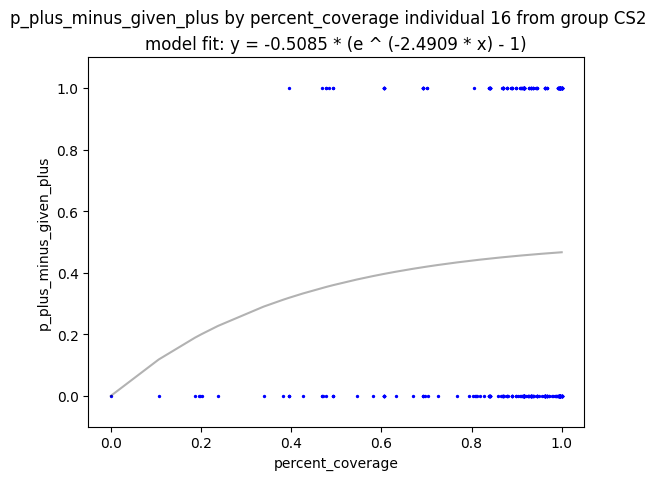 p_plus_minus_given_plus by percent_coverage individual 16 from group CS2
model fit: y = -0.5085 * (e ^ (-2.4909 * x) - 1)
1.0
0.8
0.6
0.4
0.2
0.0
p_plus_minus_given_plus
0.0 0.2 0.4 0.6 0.8 1.0
percent_coverage